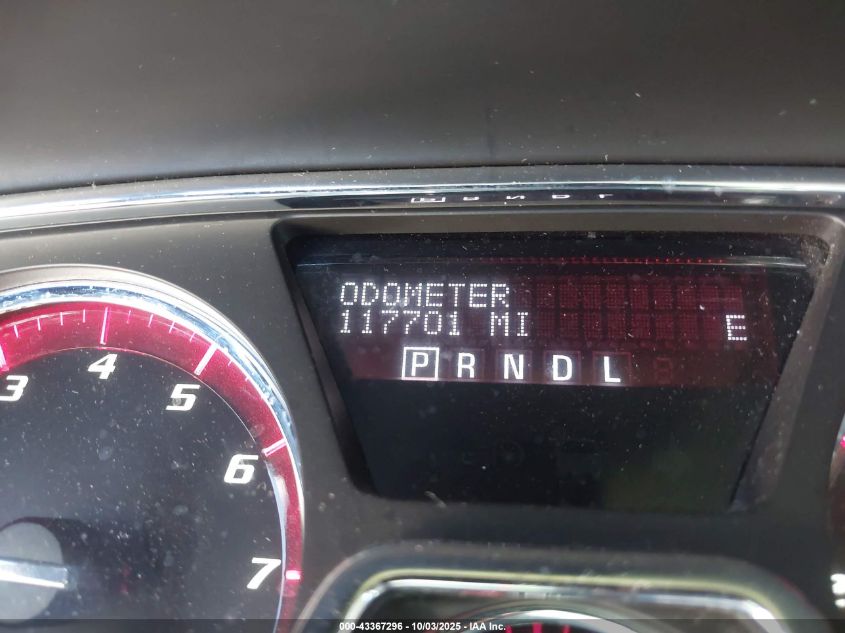 ODOMETER
117701 MI E
P R N D L
3 4 5 6 7
000-43367296 - 10/03/2025 - IAA Inc.